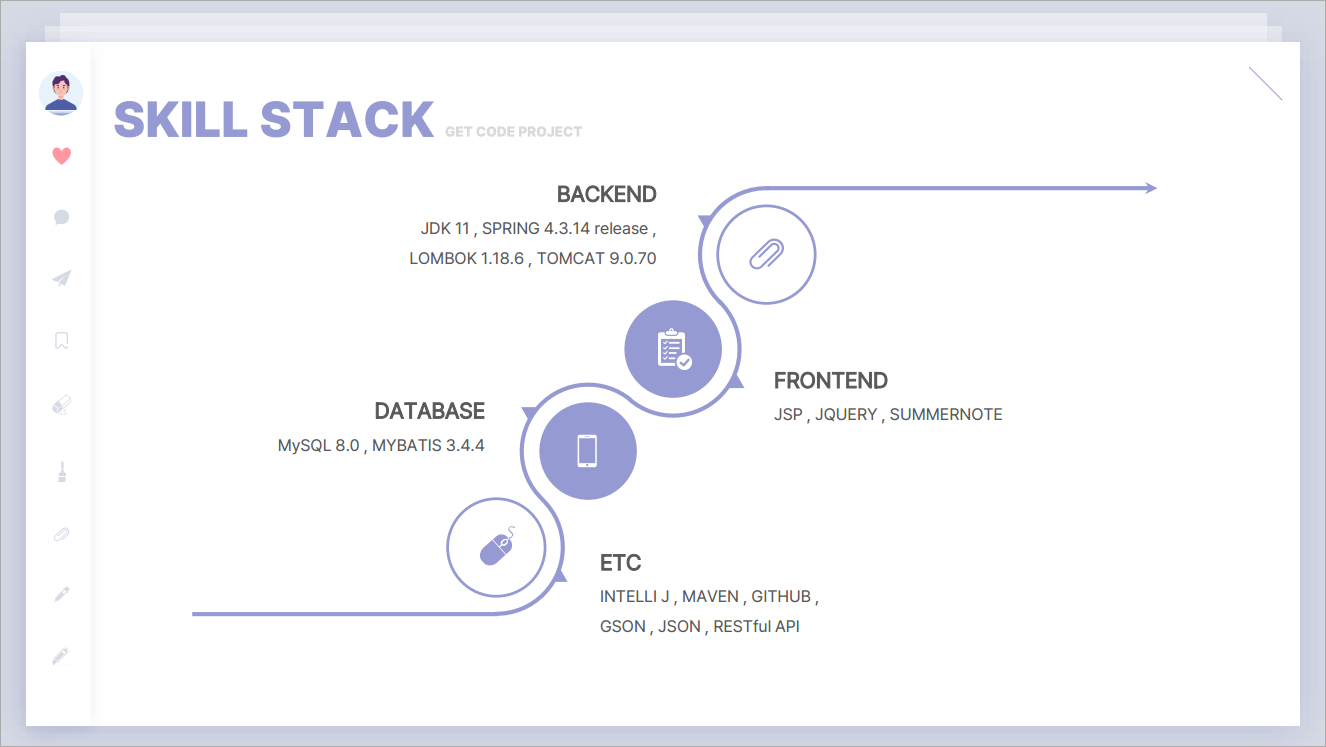 SKILL STACK GET CODE PROJECT
BACKEND
JDK 11 , SPRING 4.3.14 release ,
LOMBOK 1.18.6 , TOMCAT 9.0.70
FRONTEND
JSP , JQUERY , SUMMERNOTE
DATABASE
MySQL 8.0 , MYBATIS 3.4.4
ETC
INTELLI J , MAVEN , GITHUB ,
GSON , JSON , RESTful API